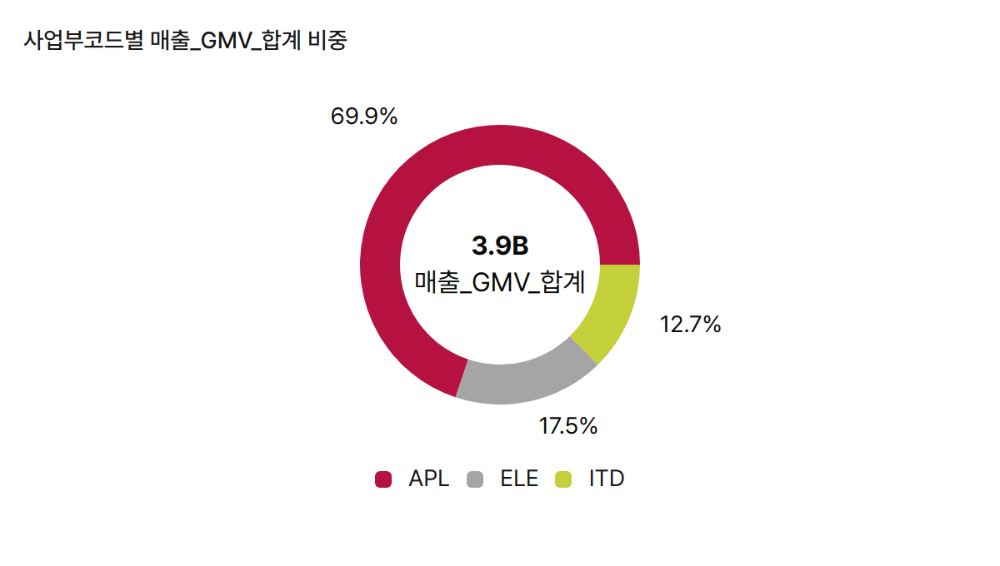 사업부코드별 매출_GMV_합계 비중
69.9%
3.9B
매출_GMV_합계
12.7%
17.5%
APL ELE ITD